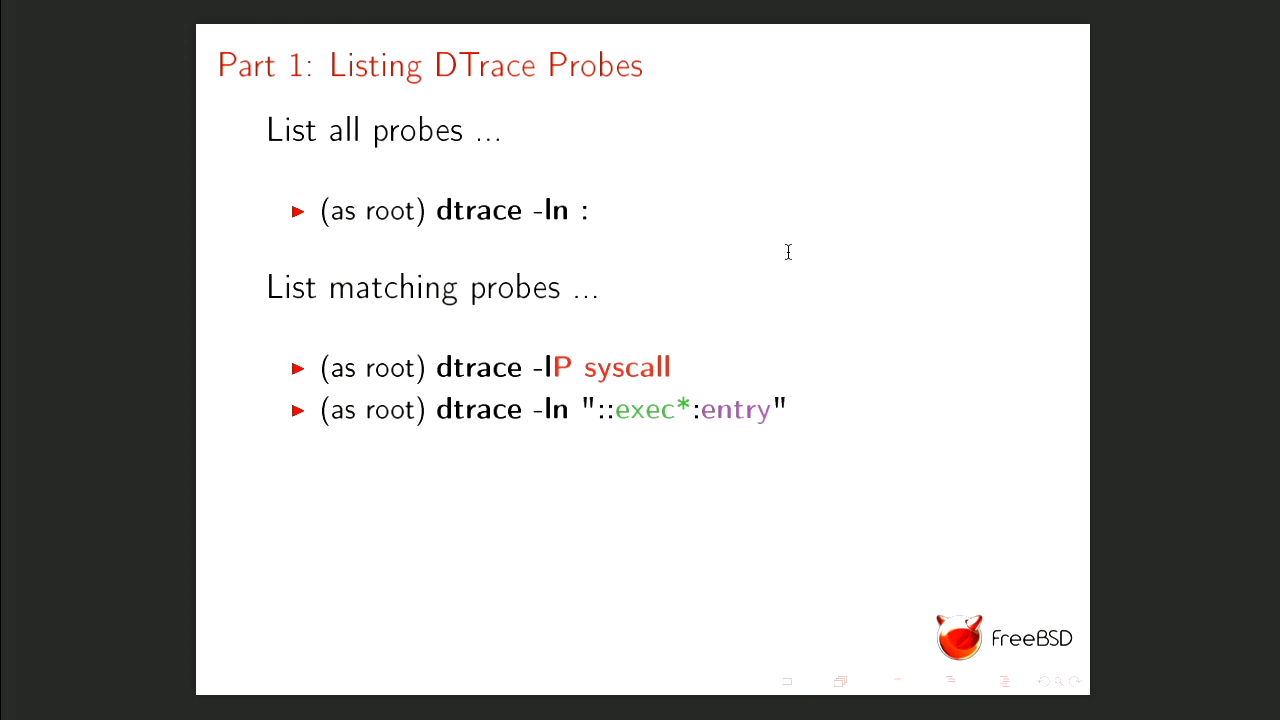 Part 1: Listing DTrace Probes
List all probes ...
(as root) dtrace -ln :
List matching probes ...
(as root) dtrace -lP syscall
(as root) dtrace -ln "::exec*:entry"
FreeBSD